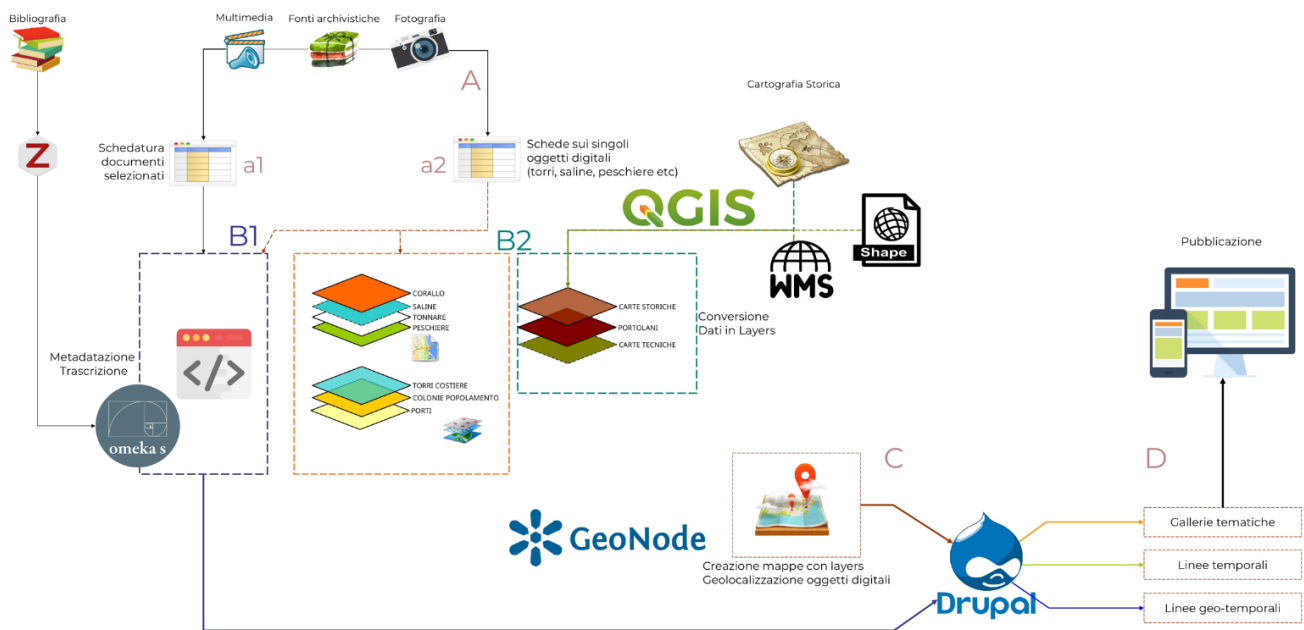 Bibliografia
Multimedia
Fonti archivistiche
Fotografia
A
Cartografia Storica
Z
Schedatura
documenti
selezionati
a1
a2
Schede sui singoli
oggetti digitali
(torri, saline, peschiere etc)
QGIS
Shape
WMS
B1
B2
Pubblicazione
CORALLO
SALINE
TONNARE
PESCHIERE
CARTE STORICHE
PORTOLANI
CARTE TECNICHE
Conversione
Dati in Layers
Metadatazione
Trascrizione
</>
omeka s
TORRI COSTIERE
COLONIE POPOLAMENTO
PORTI
C
D
GeoNode
Creazione mappe con layers
Geolocalizzazione oggetti digitali
Drupal
Gallerie tematiche
Linee temporali
Linee geo-temporali